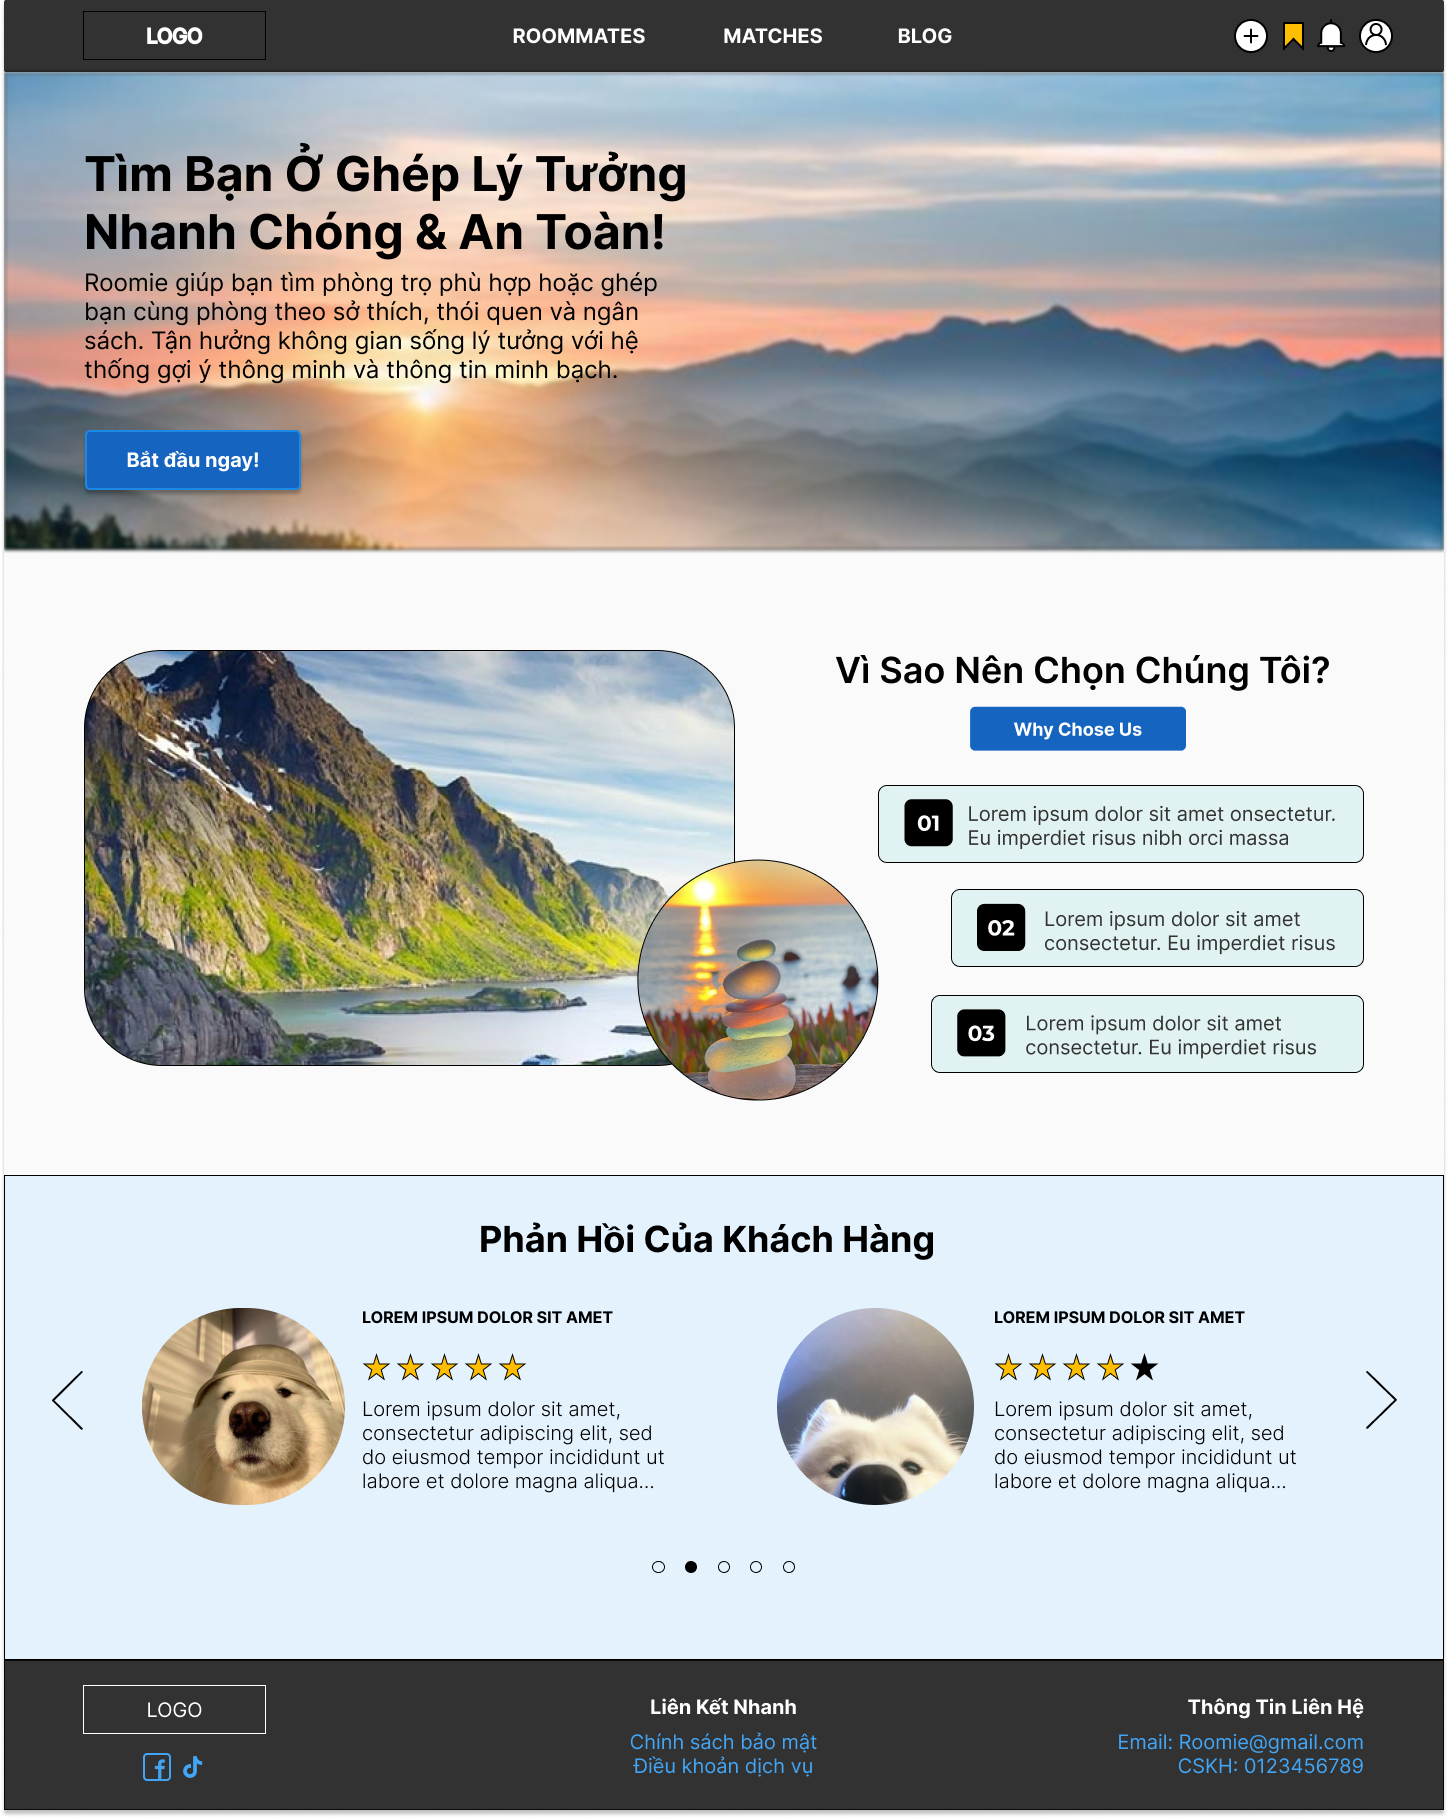 LOGO
ROOMMATES
MATCHES
BLOG
Tìm Bạn Ở Ghép Lý Tưởng
Nhanh Chóng & An Toàn!
Roomie giúp bạn tìm phòng trọ phù hợp hoặc ghép
bạn cùng phòng theo sở thích, thói quen và ngân
sách. Tận hưởng không gian sống lý tưởng với hệ
thống gợi ý thông minh và thông tin minh bạch.
Bắt đầu ngay!
Vì Sao Nên Chọn Chúng Tôi?
Why Chose Us
01
Lorem ipsum dolor sit amet onsectetur.
Eu imperdiet risus nibh orci massa
02
Lorem ipsum dolor sit amet
consectetur. Eu imperdiet risus
03
Lorem ipsum dolor sit amet
consectetur. Eu imperdiet risus
Phản Hồi Của Khách Hàng
LOREM IPSUM DOLOR SIT AMET
Lorem ipsum dolor sit amet,
consectetur adipiscing elit, sed
do eiusmod tempor incididunt ut
labore et dolore magna aliqua...
LOREM IPSUM DOLOR SIT AMET
Lorem ipsum dolor sit amet,
consectetur adipiscing elit, sed
do eiusmod tempor incididunt ut
labore et dolore magna aliqua...
LOGO
Liên Kết Nhanh
Chính sách bảo mật
Điều khoản dịch vụ
Thông Tin Liên Hệ
Email: Roomie@gmail.com
CSKH: 0123456789